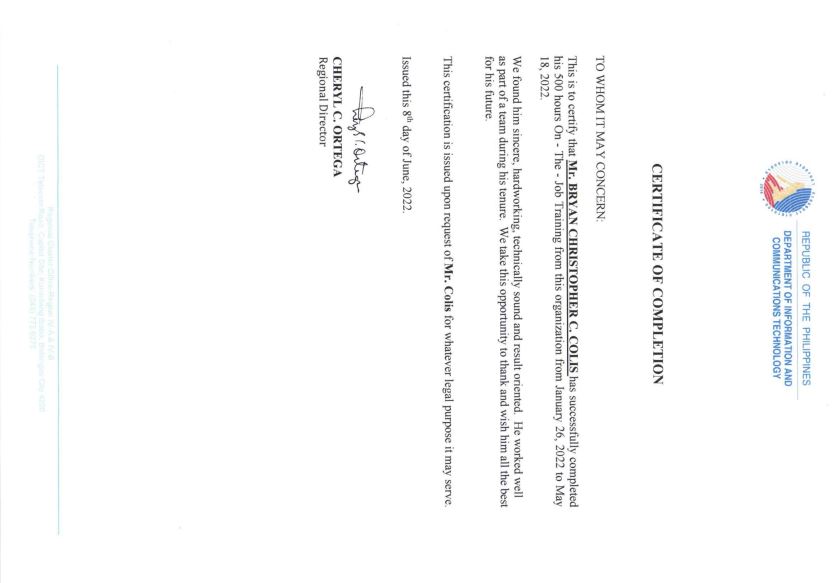 REPUBLIC OF THE PHILIPPINES
DEPARTMENT OF INFORMATION AND
COMMUNICATIONS TECHNOLOGY
CERTIFICATE OF COMPLETION
TO WHOM IT MAY CONCERN:
This is to certify that Mr. BRYAN CHRISTOPHER C. COLIS has successfully completed
his 500 hours On - The - Job Training from this organization from January 26, 2022 to May
18, 2022.
We found him sincere, hardworking, technically sound and result oriented. He worked well
as part of a team during his tenure. We take this opportunity to thank and wish him all the best
for his future.
This certification is issued upon request of Mr. Colis for whatever legal purpose it may serve.
Issued this 8th day of June, 2022.
CHERYL C. ORTEGA
Regional Director
Telephone Numbers: